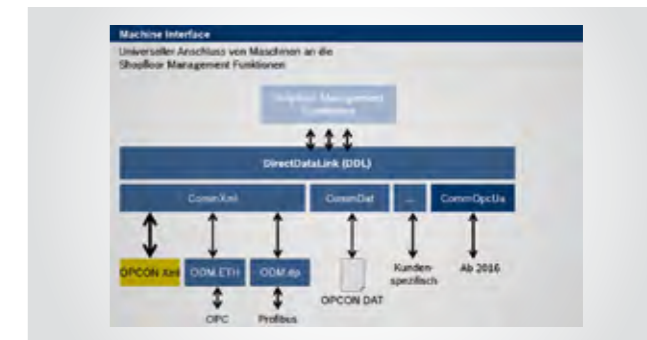 Machine Interface
Universeller Anschluss von Maschinen an die
Shopfloor Management Funktionen
Shopfloor Management
DirectDataLink (DDL)
CommXml
CommDat
...
CommOpcUa
OPCON Xml
ODM.ETH
ODM.dp
Kunden-
spezifisch
Ab 2016
OPCON DAT
OPC
Profibus